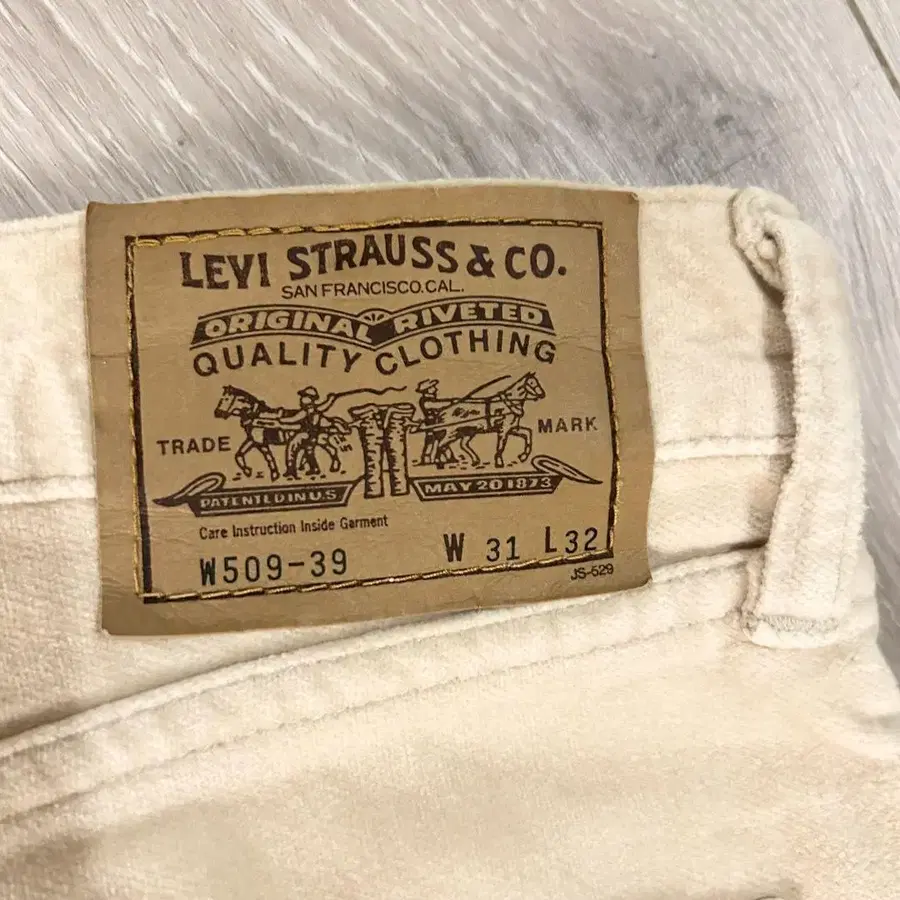 LEVI STRAUSS & CO.
SAN FRANCISCO, CAL.
ORIGINAL RIVETED
QUALITY CLOTHING
TRADE MARK
PATENTED IN U.S MAY 20 1873
Care Instruction Inside Garment
W509-39 W 31 L 32
JS-529